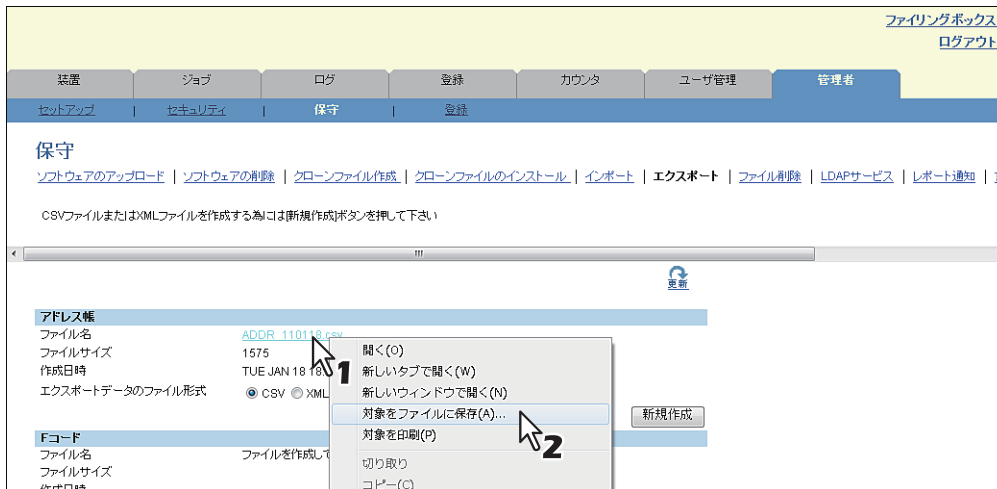 ファイリングボックス
ログアウト
装置 ジョブ ログ 登録 カウンタ ユーザ管理 管理者
セットアップ | セキュリティ | 保守 | 登録
保守
ソフトウェアのアップロード | ソフトウェアの削除 | クローンファイル作成 | クローンファイルのインストール | インポート | エクスポート | ファイル削除 | LDAPサービス | レポート通知 |
CSVファイルまたはXMLファイルを作成する為には[新規作成]ボタンを押して下さい
更新
アドレス帳
ファイル名 ADDR_110118.csv
ファイルサイズ 1575
作成日時 TUE JAN 18 18:
エクスポートデータのファイル形式 CSV XML
1
開く(O)
新しいタブで開く(W)
新しいウィンドウで開く(N)
対象をファイルに保存(A)...
対象を印刷(P)
切り取り
コピー(C)
2
新規作成
Fコード
ファイル名 ファイルを作成して
ファイルサイズ
作成日時